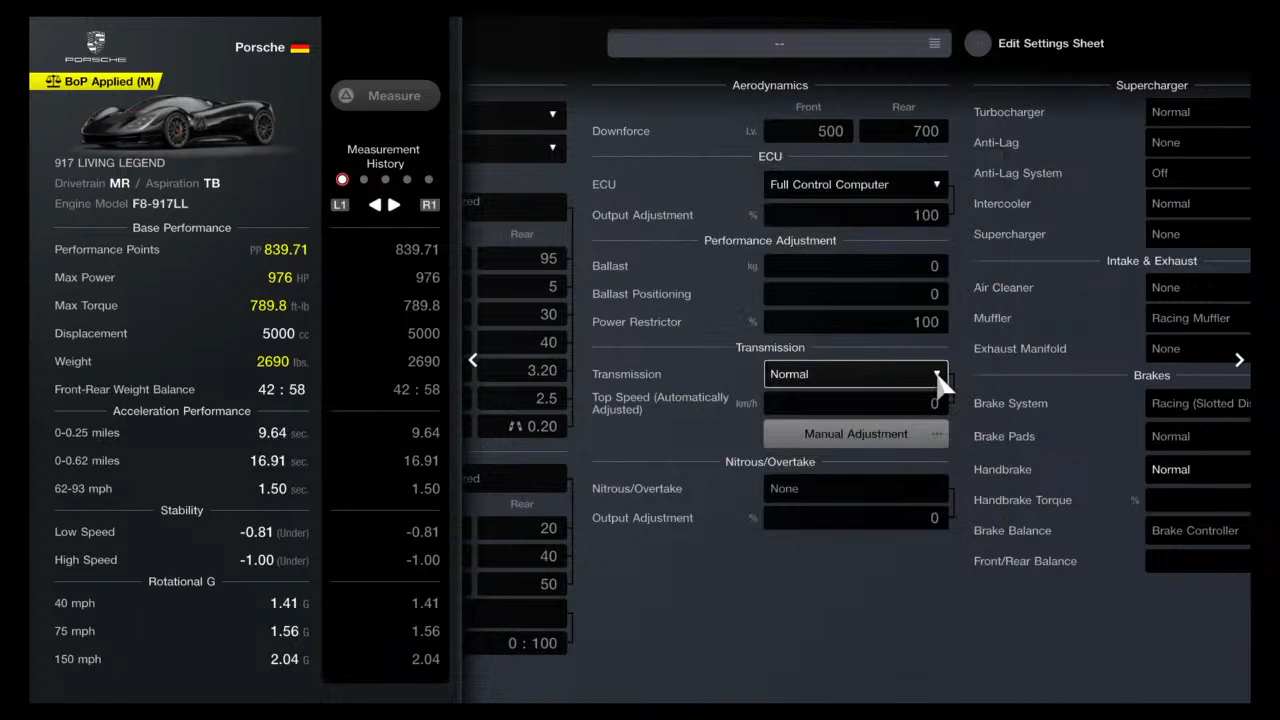 PORSCHE
Porsche
BoP Applied (M)
917 LIVING LEGEND
Drivetrain MR / Aspiration TB
Engine Model F8-917LL
Base Performance
Performance Points PP 839.71
Max Power 976 HP
Max Torque 789.8 ft-lb
Displacement 5000 cc
Weight 2690 lbs.
Front-Rear Weight Balance 42 : 58
Acceleration Performance
0-0.25 miles 9.64 sec.
0-0.62 miles 16.91 sec.
62-93 mph 1.50 sec.
Stability
Low Speed -0.81 (Under)
High Speed -1.00 (Under)
Rotational G
40 mph 1.41 G
75 mph 1.56 G
150 mph 2.04 G
Measure
Measurement
History
L1 R1
839.71
976
789.8
5000
2690
42 : 58
9.64
16.91
1.50
-0.81
-1.00
1.41
1.56
2.04
zed
Rear
95
5
30
40
3.20
2.5
0.20
zed
Rear
20
40
50
0 : 100
--
Edit Settings Sheet
Aerodynamics
Front Rear
Downforce Lv. 500 700
ECU
ECU Full Control Computer
Output Adjustment % 100
Performance Adjustment
Ballast kg 0
Ballast Positioning 0
Power Restrictor % 100
Transmission
Transmission Normal
Top Speed (Automatically
Adjusted) km/h 0
Manual Adjustment
Nitrous/Overtake
Nitrous/Overtake None
Output Adjustment % 0
Supercharger
Turbocharger Normal
Anti-Lag None
Anti-Lag System Off
Intercooler Normal
Supercharger None
Intake & Exhaust
Air Cleaner None
Muffler Racing Muffler
Exhaust Manifold None
Brakes
Brake System Racing (Slotted Dis
Brake Pads Normal
Handbrake Normal
Handbrake Torque %
Brake Balance Brake Controller
Front/Rear Balance